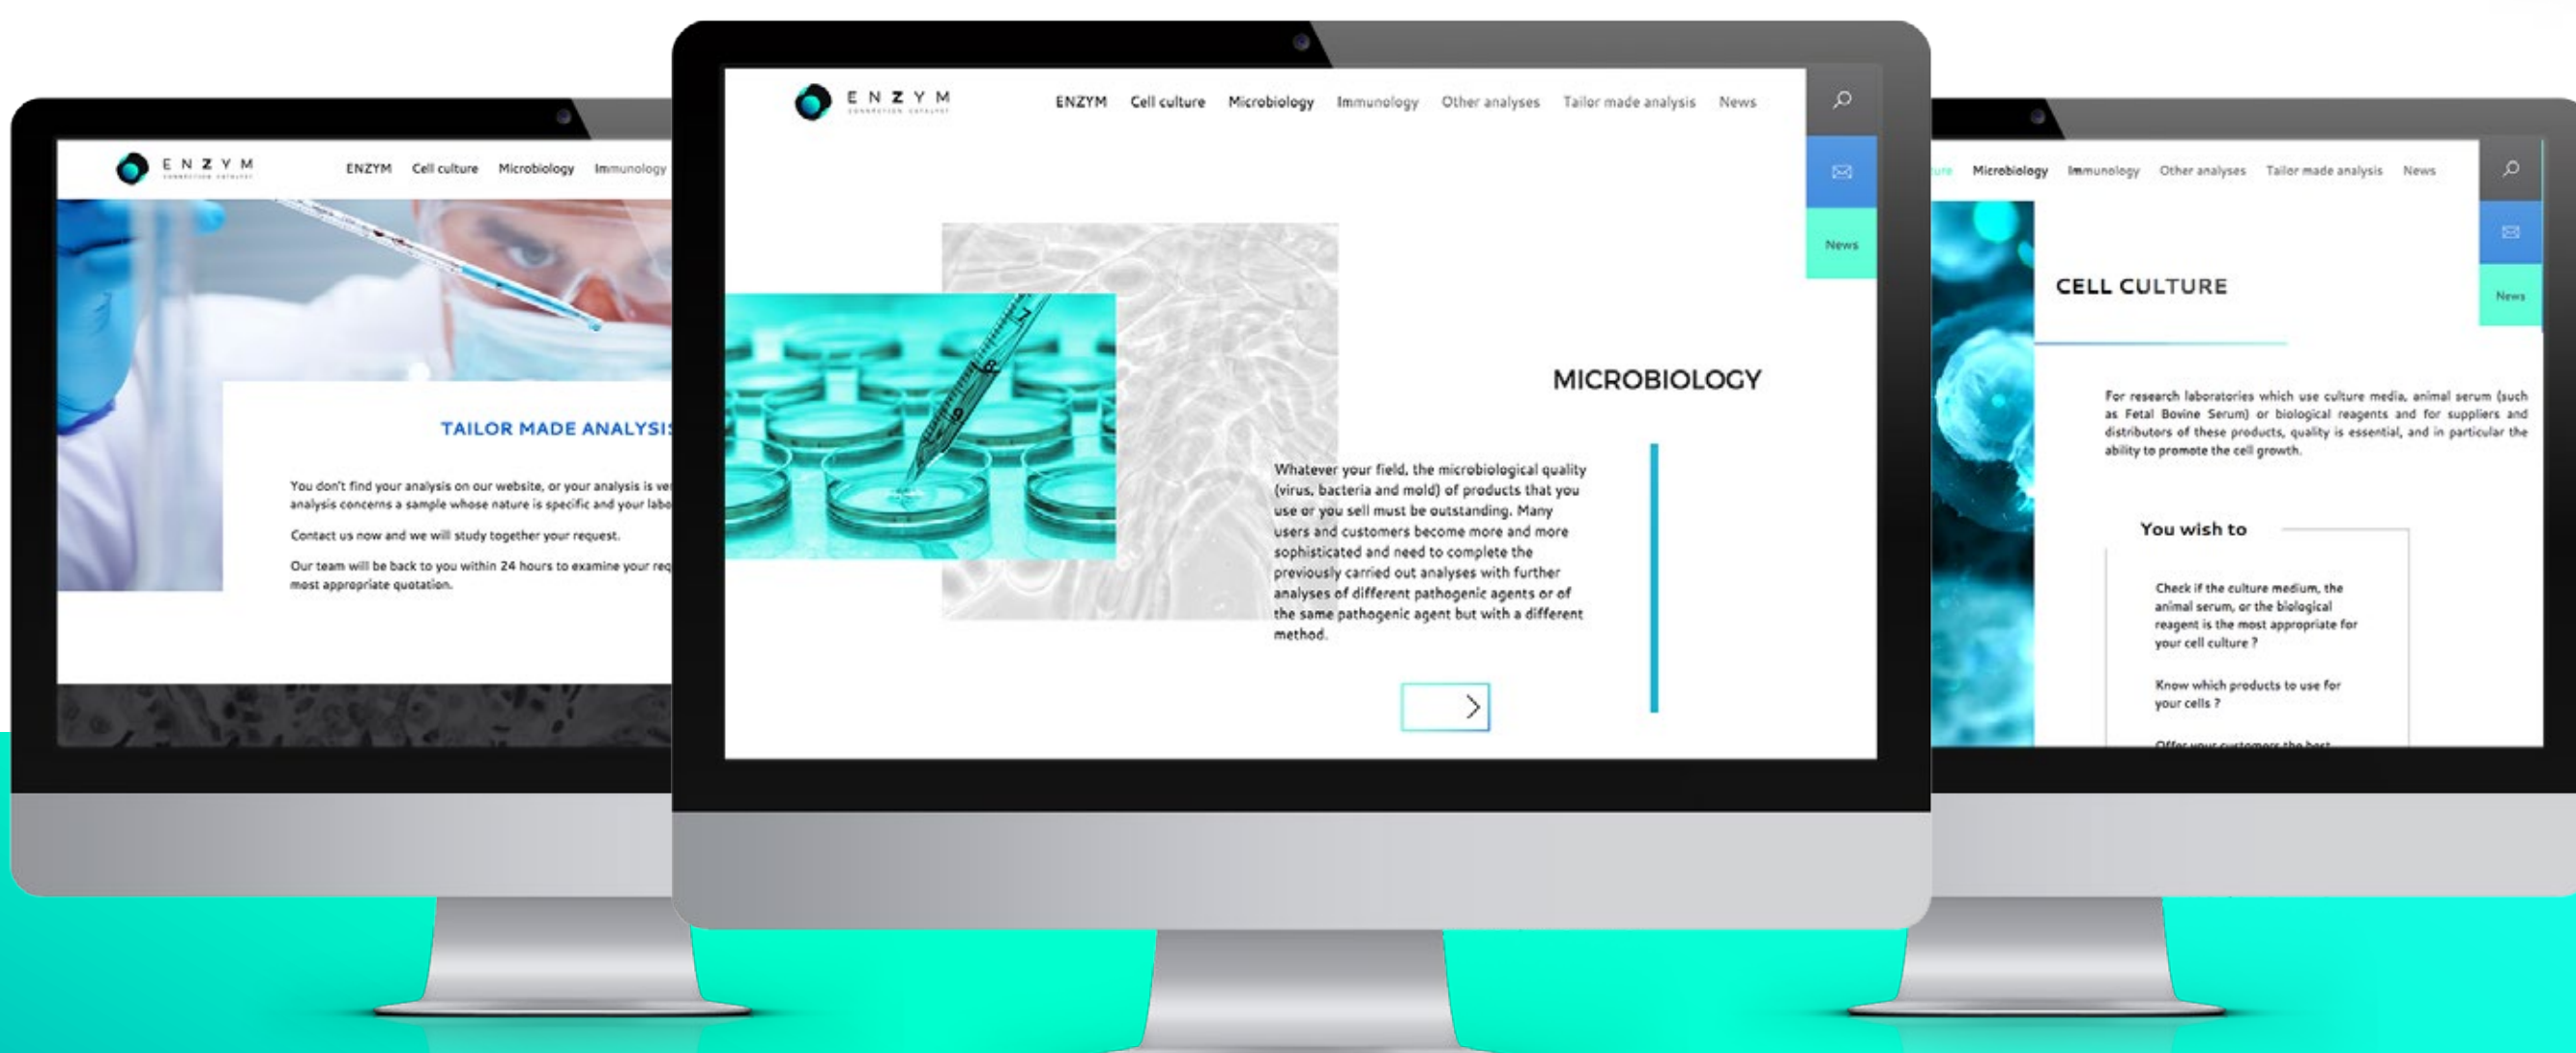 ENZYM
CONNECTION CATALYST
ENZYM Cell culture Microbiology Immunology
TAILOR MADE ANALYSIS
You don't find your analysis on our website, or your analysis is
analysis concerns a sample whose nature is specific and your
Contact us now and we will study together your request.
Our team will be back to you within 24 hours to examine your
most appropriate quotation.
ENZYM
CONNECTION CATALYST
ENZYM Cell culture Microbiology Immunology Other analyses Tailor made analysis News
News
MICROBIOLOGY
Whatever your field, the microbiological quality
(virus, bacteria and mold) of products that you
use or you sell must be outstanding. Many
users and customers become more and more
sophisticated and need to complete the
previously carried out analyses with further
analyses of different pathogenic agents or of
the same pathogenic agent but with a different
method.
Microbiology Immunology Other analyses Tailor made analysis News
News
CELL CULTURE
For research laboratories which use culture media, animal serum (such
as Fetal Bovine Serum) or biological reagents and for suppliers and
distributors of these products, quality is essential, and in particular the
ability to promote the cell growth.
You wish to
Check if the culture medium, the
animal serum, or the biological
reagent is the most appropriate for
your cell culture ?
Know which products to use for
your cells ?
Offer your customers the best